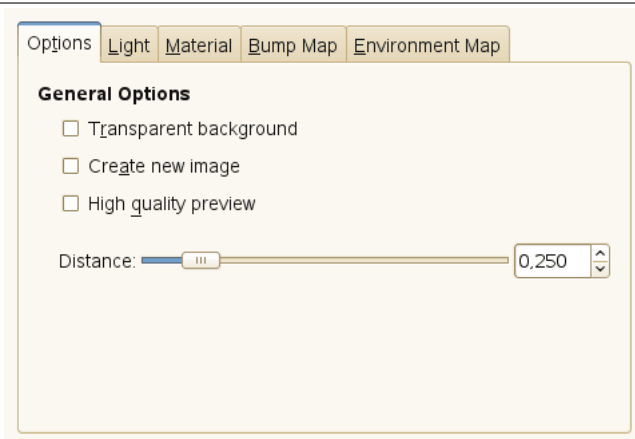 Options Light Material Bump Map Environment Map
General Options
Transparent background
Create new image
High quality preview
Distance: 0,250